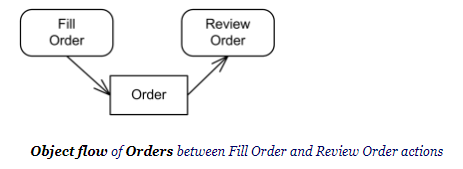 Fill
Order
Review
Order
Order
Object flow of Orders between Fill Order and Review Order actions